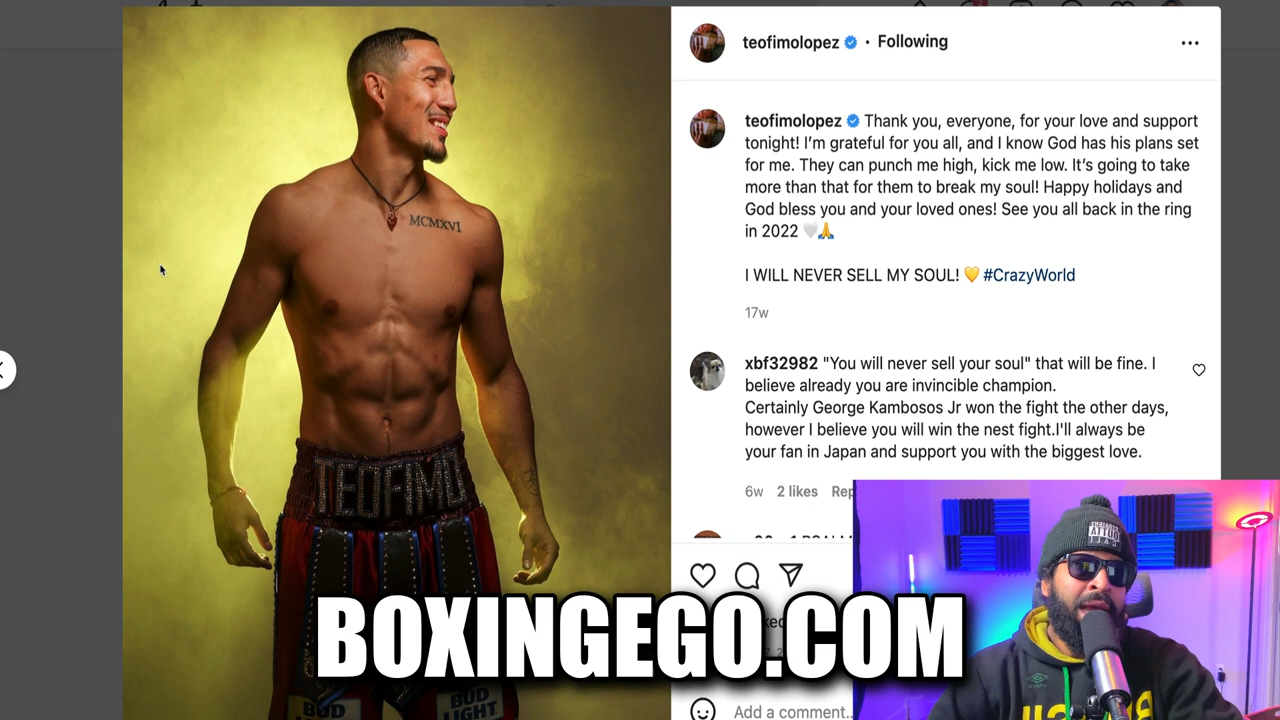 teofimolopez • Following
teofimolopez Thank you, everyone, for your love and support
tonight! I’m grateful for you all, and I know God has his plans set
for me. They can punch me high, kick me low. It’s going to take
more than that for them to break my soul! Happy holidays and
God bless you and your loved ones! See you all back in the ring
in 2022 🤍🙏
I WILL NEVER SELL MY SOUL! 💛 #CrazyWorld
17w
xbf32982 "You will never sell your soul" that will be fine. I
believe already you are invincible champion.
Certainly George Kambosos Jr won the fight the other days,
however I believe you will win the nest fight.I'll always be
your fan in Japan and support you with the biggest love.
6w 2 likes Rep
MCMXVI
TEOFIMO
BUD
LIGHT
BUD
LIGHT
BOXINGEGO.COM
Add a comment..